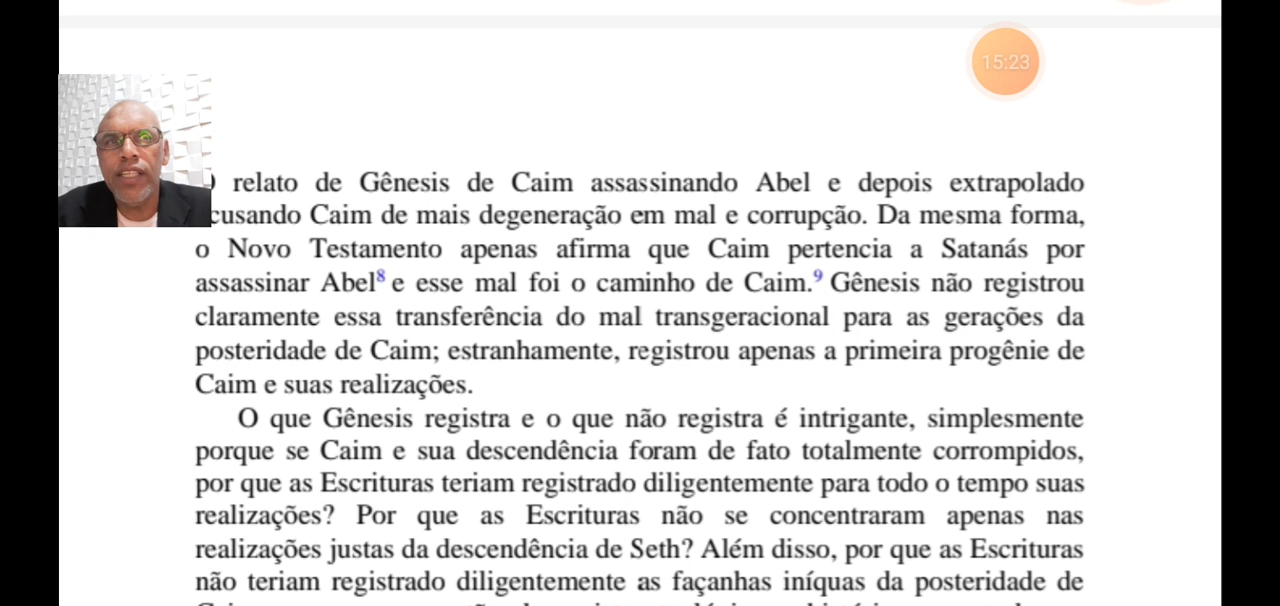 15:23
relato de Gênesis de Caim assassinando Abel e depois extrapolado
cusando Caim de mais degeneração em mal e corrupção. Da mesma forma,
o Novo Testamento apenas afirma que Caim pertencia a Satanás por
assassinar Abel⁸ e esse mal foi o caminho de Caim.⁹ Gênesis não registrou
claramente essa transferência do mal transgeracional para as gerações da
posteridade de Caim; estranhamente, registrou apenas a primeira progênie de
Caim e suas realizações.
O que Gênesis registra e o que não registra é intrigante, simplesmente
porque se Caim e sua descendência foram de fato totalmente corrompidos,
por que as Escrituras teriam registrado diligentemente para todo o tempo suas
realizações? Por que as Escrituras não se concentraram apenas nas
realizações justas da descendência de Seth? Além disso, por que as Escrituras
não teriam registrado diligentemente as façanhas iníquas da posteridade de